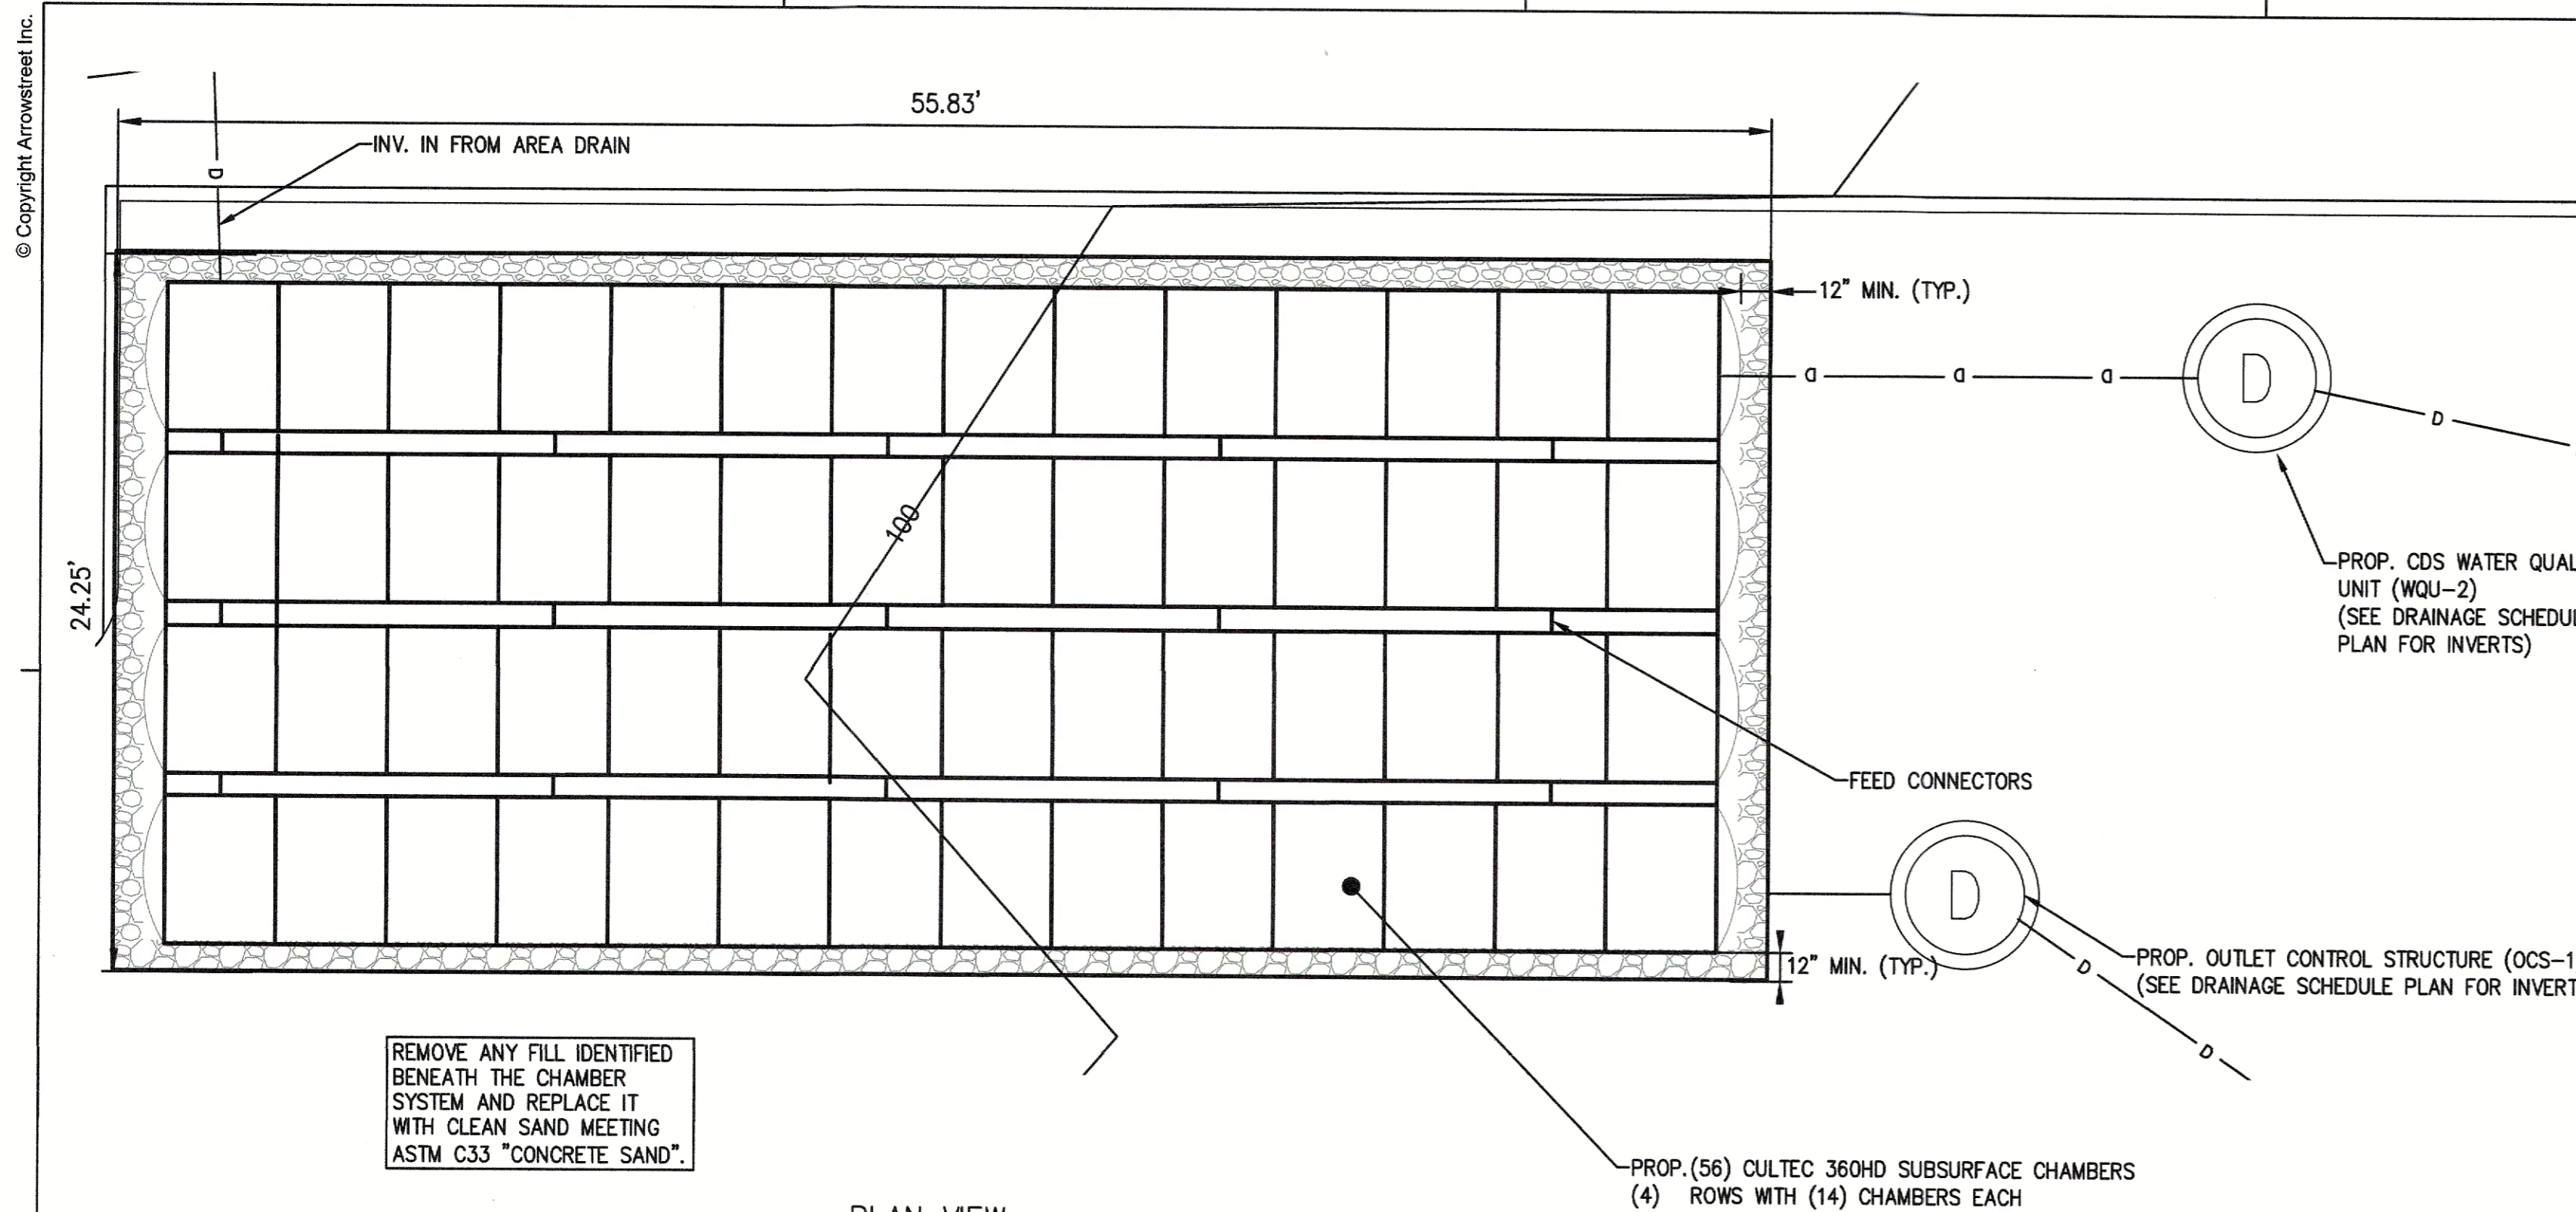 © Copyright Arrowstreet Inc.
55.83'
INV. IN FROM AREA DRAIN
D
12" MIN. (TYP.)
D D D
D
D
100
24.25'
PROP. CDS WATER QUAL
UNIT (WQU-2)
(SEE DRAINAGE SCHEDUL
PLAN FOR INVERTS)
FEED CONNECTORS
D
12" MIN. (TYP.)
D
PROP. OUTLET CONTROL STRUCTURE (OCS-1
(SEE DRAINAGE SCHEDULE PLAN FOR INVERT
D
REMOVE ANY FILL IDENTIFIED
BENEATH THE CHAMBER
SYSTEM AND REPLACE IT
WITH CLEAN SAND MEETING
ASTM C33 "CONCRETE SAND".
PROP.(56) CULTEC 360HD SUBSURFACE CHAMBERS
(4) ROWS WITH (14) CHAMBERS EACH
PLAN VIEW